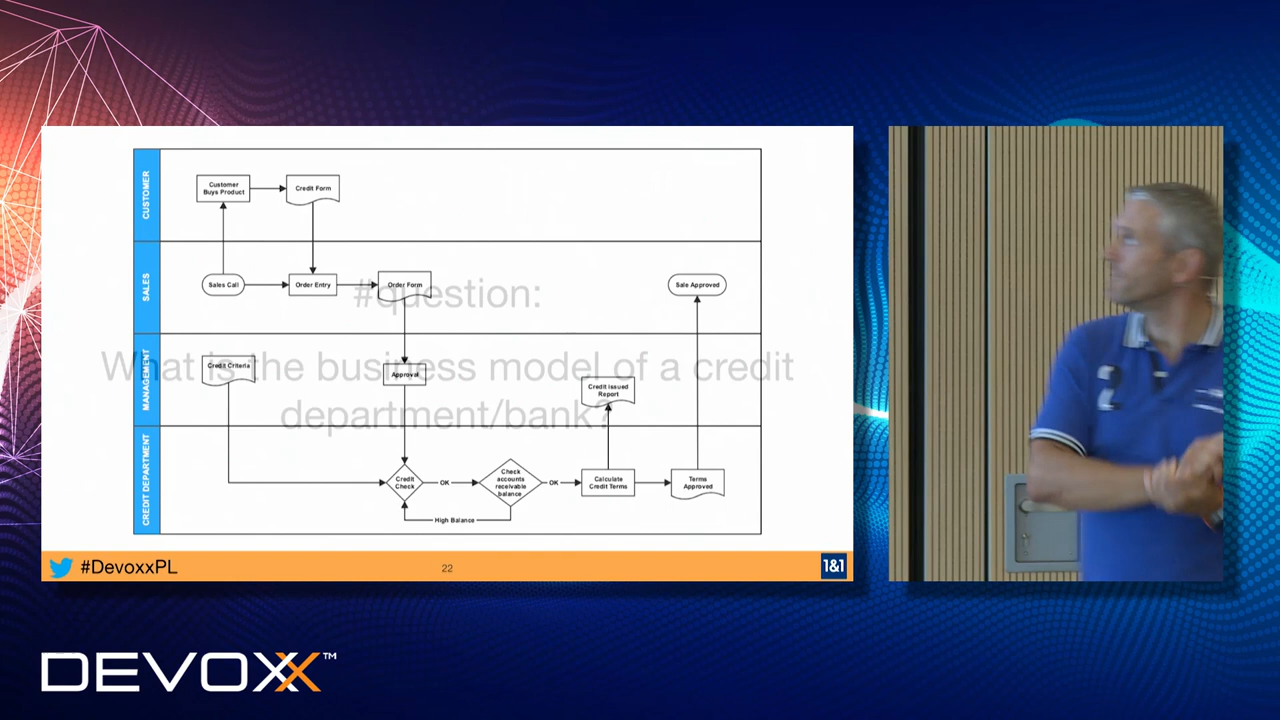 CUSTOMER
Customer
Buys Product
Credit Form
SALES
Sales Call
Order Entry
Order Form
Sale Approved
#question:
What is the business model of a credit
department/bank?
MANAGEMENT
Credit Criteria
Approval
Credit Issued
Report
CREDIT DEPARTMENT
Credit
Check
OK
Check
accounts
receivable
balance
OK
Calculate
Credit Terms
Terms
Approved
High Balance
#DevoxxPL
22
1&1
2
DEVOXX™